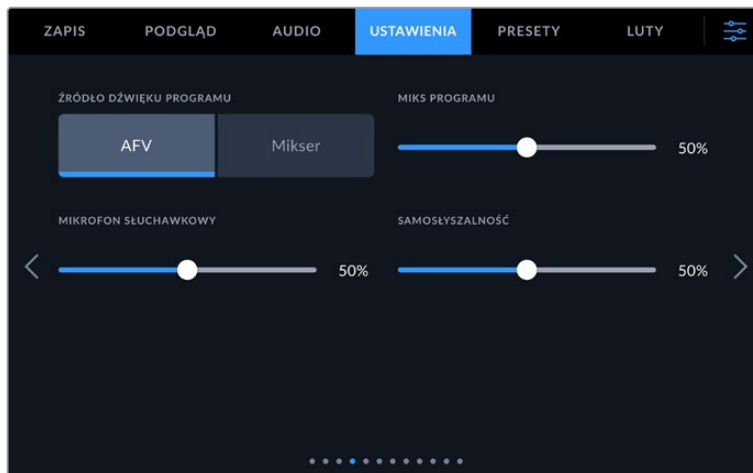 ZAPIS PODGLĄD AUDIO USTAWIENIA PRESETY LUTY
ŹRÓDŁO DŹWIĘKU PROGRAMU MIKS PROGRAMU
AFV Mikser 50%
MIKROFON SŁUCHAWKOWY SAMOSŁYSZALNOŚĆ
50% 50%